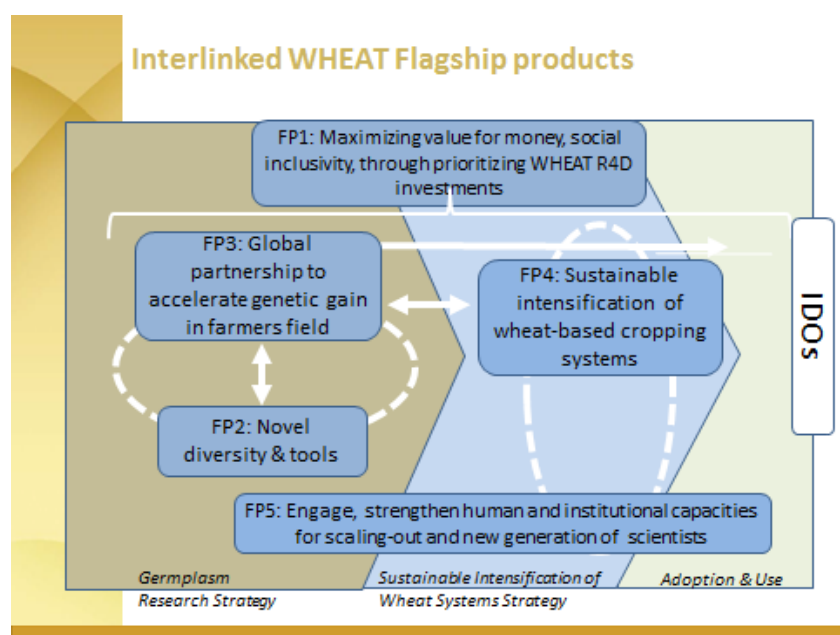 Interlinked WHEAT Flagship products
FP1: Maximizing value for money, social
inclusivity, through prioritizing WHEAT R4D
investments
FP3: Global
partnership to
accelerate genetic gain
in farmers field
FP4: Sustainable
intensification of
wheat-based cropping
systems
IDOs
FP2: Novel
diversity & tools
FP5: Engage, strengthen human and institutional capacities
for scaling-out and new generation of scientists
Germplasm
Research Strategy
Sustainable Intensification of
Wheat Systems Strategy
Adoption & Use